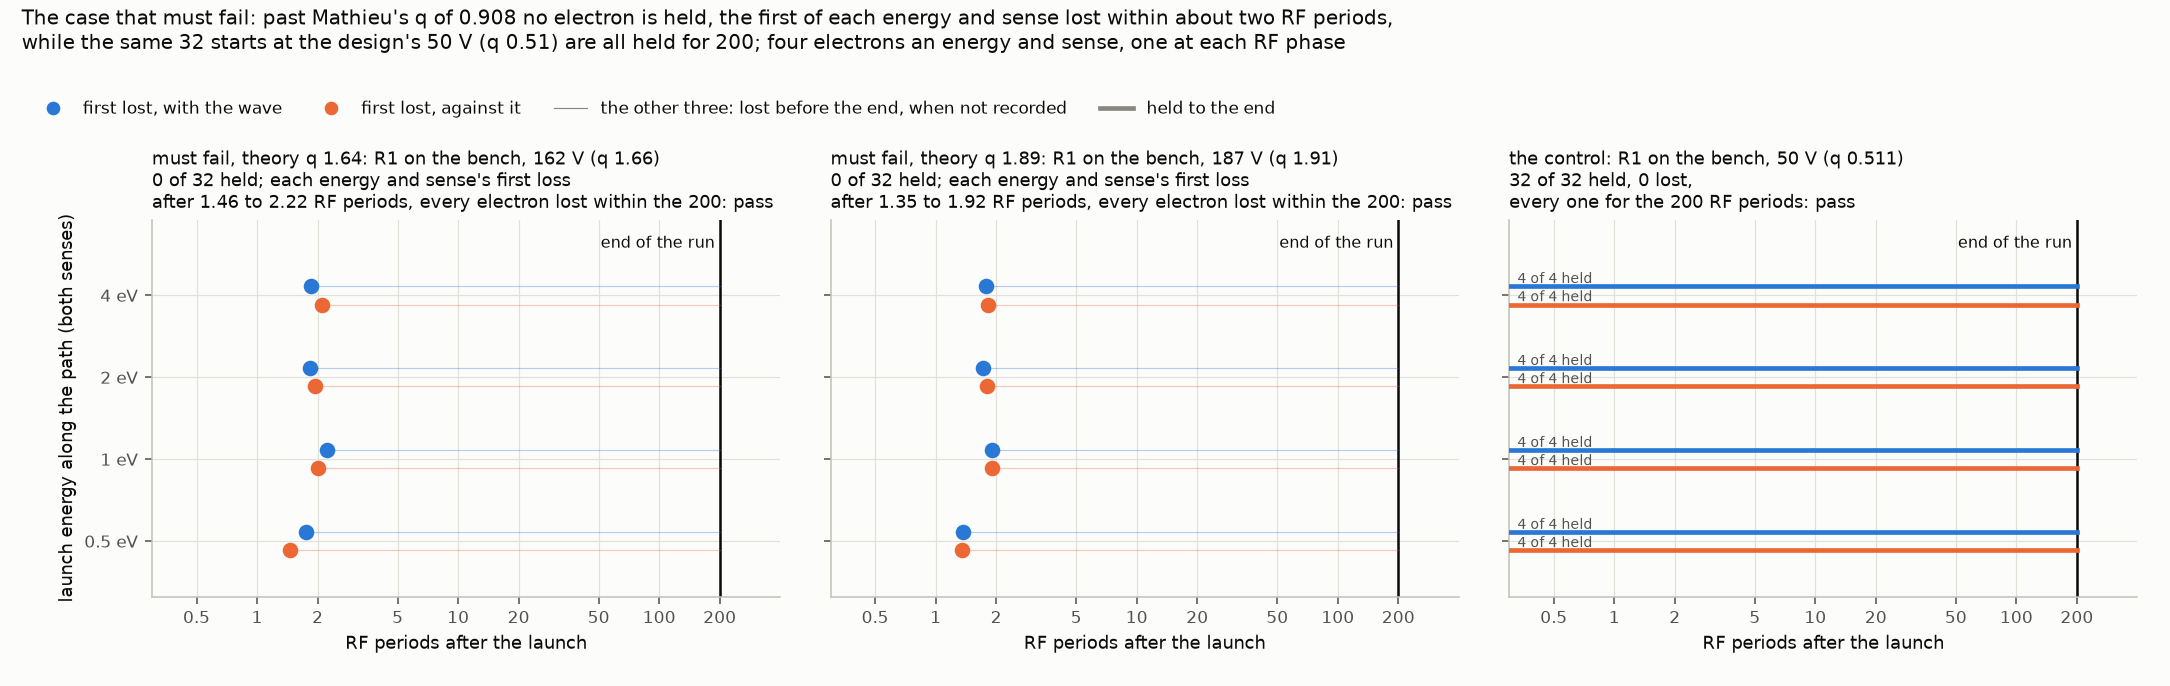 The case that must fail: past Mathieu's q of 0.908 no electron is held, the first of each energy and sense lost within about two RF periods,
while the same 32 starts at the design's 50 V (q 0.51) are all held for 200; four electrons an energy and sense, one at each RF phase
first lost, with the wave
first lost, against it
the other three: lost before the end, when not recorded
held to the end
must fail, theory q 1.64: R1 on the bench, 162 V (q 1.66)
0 of 32 held; each energy and sense's first loss
after 1.46 to 2.22 RF periods, every electron lost within the 200: pass
end of the run
launch energy along the path (both senses)
4 eV
2 eV
1 eV
0.5 eV
0.5 1 2 5 10 20 50 100 200
RF periods after the launch
must fail, theory q 1.89: R1 on the bench, 187 V (q 1.91)
0 of 32 held; each energy and sense's first loss
after 1.35 to 1.92 RF periods, every electron lost within the 200: pass
end of the run
0.5 1 2 5 10 20 50 100 200
RF periods after the launch
the control: R1 on the bench, 50 V (q 0.511)
32 of 32 held, 0 lost,
every one for the 200 RF periods: pass
end of the run
4 of 4 held
4 of 4 held
4 of 4 held
4 of 4 held
4 of 4 held
4 of 4 held
4 of 4 held
4 of 4 held
0.5 1 2 5 10 20 50 100 200
RF periods after the launch